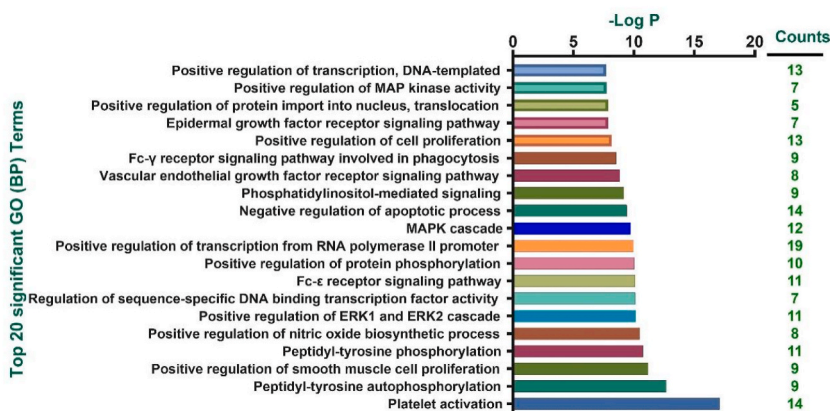 -Log P
0 5 10 15 20 Counts
Positive regulation of transcription, DNA-templated 13
Positive regulation of MAP kinase activity 7
Positive regulation of protein import into nucleus, translocation 5
Epidermal growth factor receptor signaling pathway 7
Positive regulation of cell proliferation 13
Fc-γ receptor signaling pathway involved in phagocytosis 9
Vascular endothelial growth factor receptor signaling pathway 8
Phosphatidylinositol-mediated signaling 9
Negative regulation of apoptotic process 14
MAPK cascade 12
Positive regulation of transcription from RNA polymerase II promoter 19
Positive regulation of protein phosphorylation 10
Fc-ε receptor signaling pathway 11
Regulation of sequence-specific DNA binding transcription factor activity 7
Positive regulation of ERK1 and ERK2 cascade 11
Positive regulation of nitric oxide biosynthetic process 8
Peptidyl-tyrosine phosphorylation 11
Positive regulation of smooth muscle cell proliferation 9
Peptidyl-tyrosine autophosphorylation 9
Platelet activation 14
Top 20 significant GO (BP) Terms